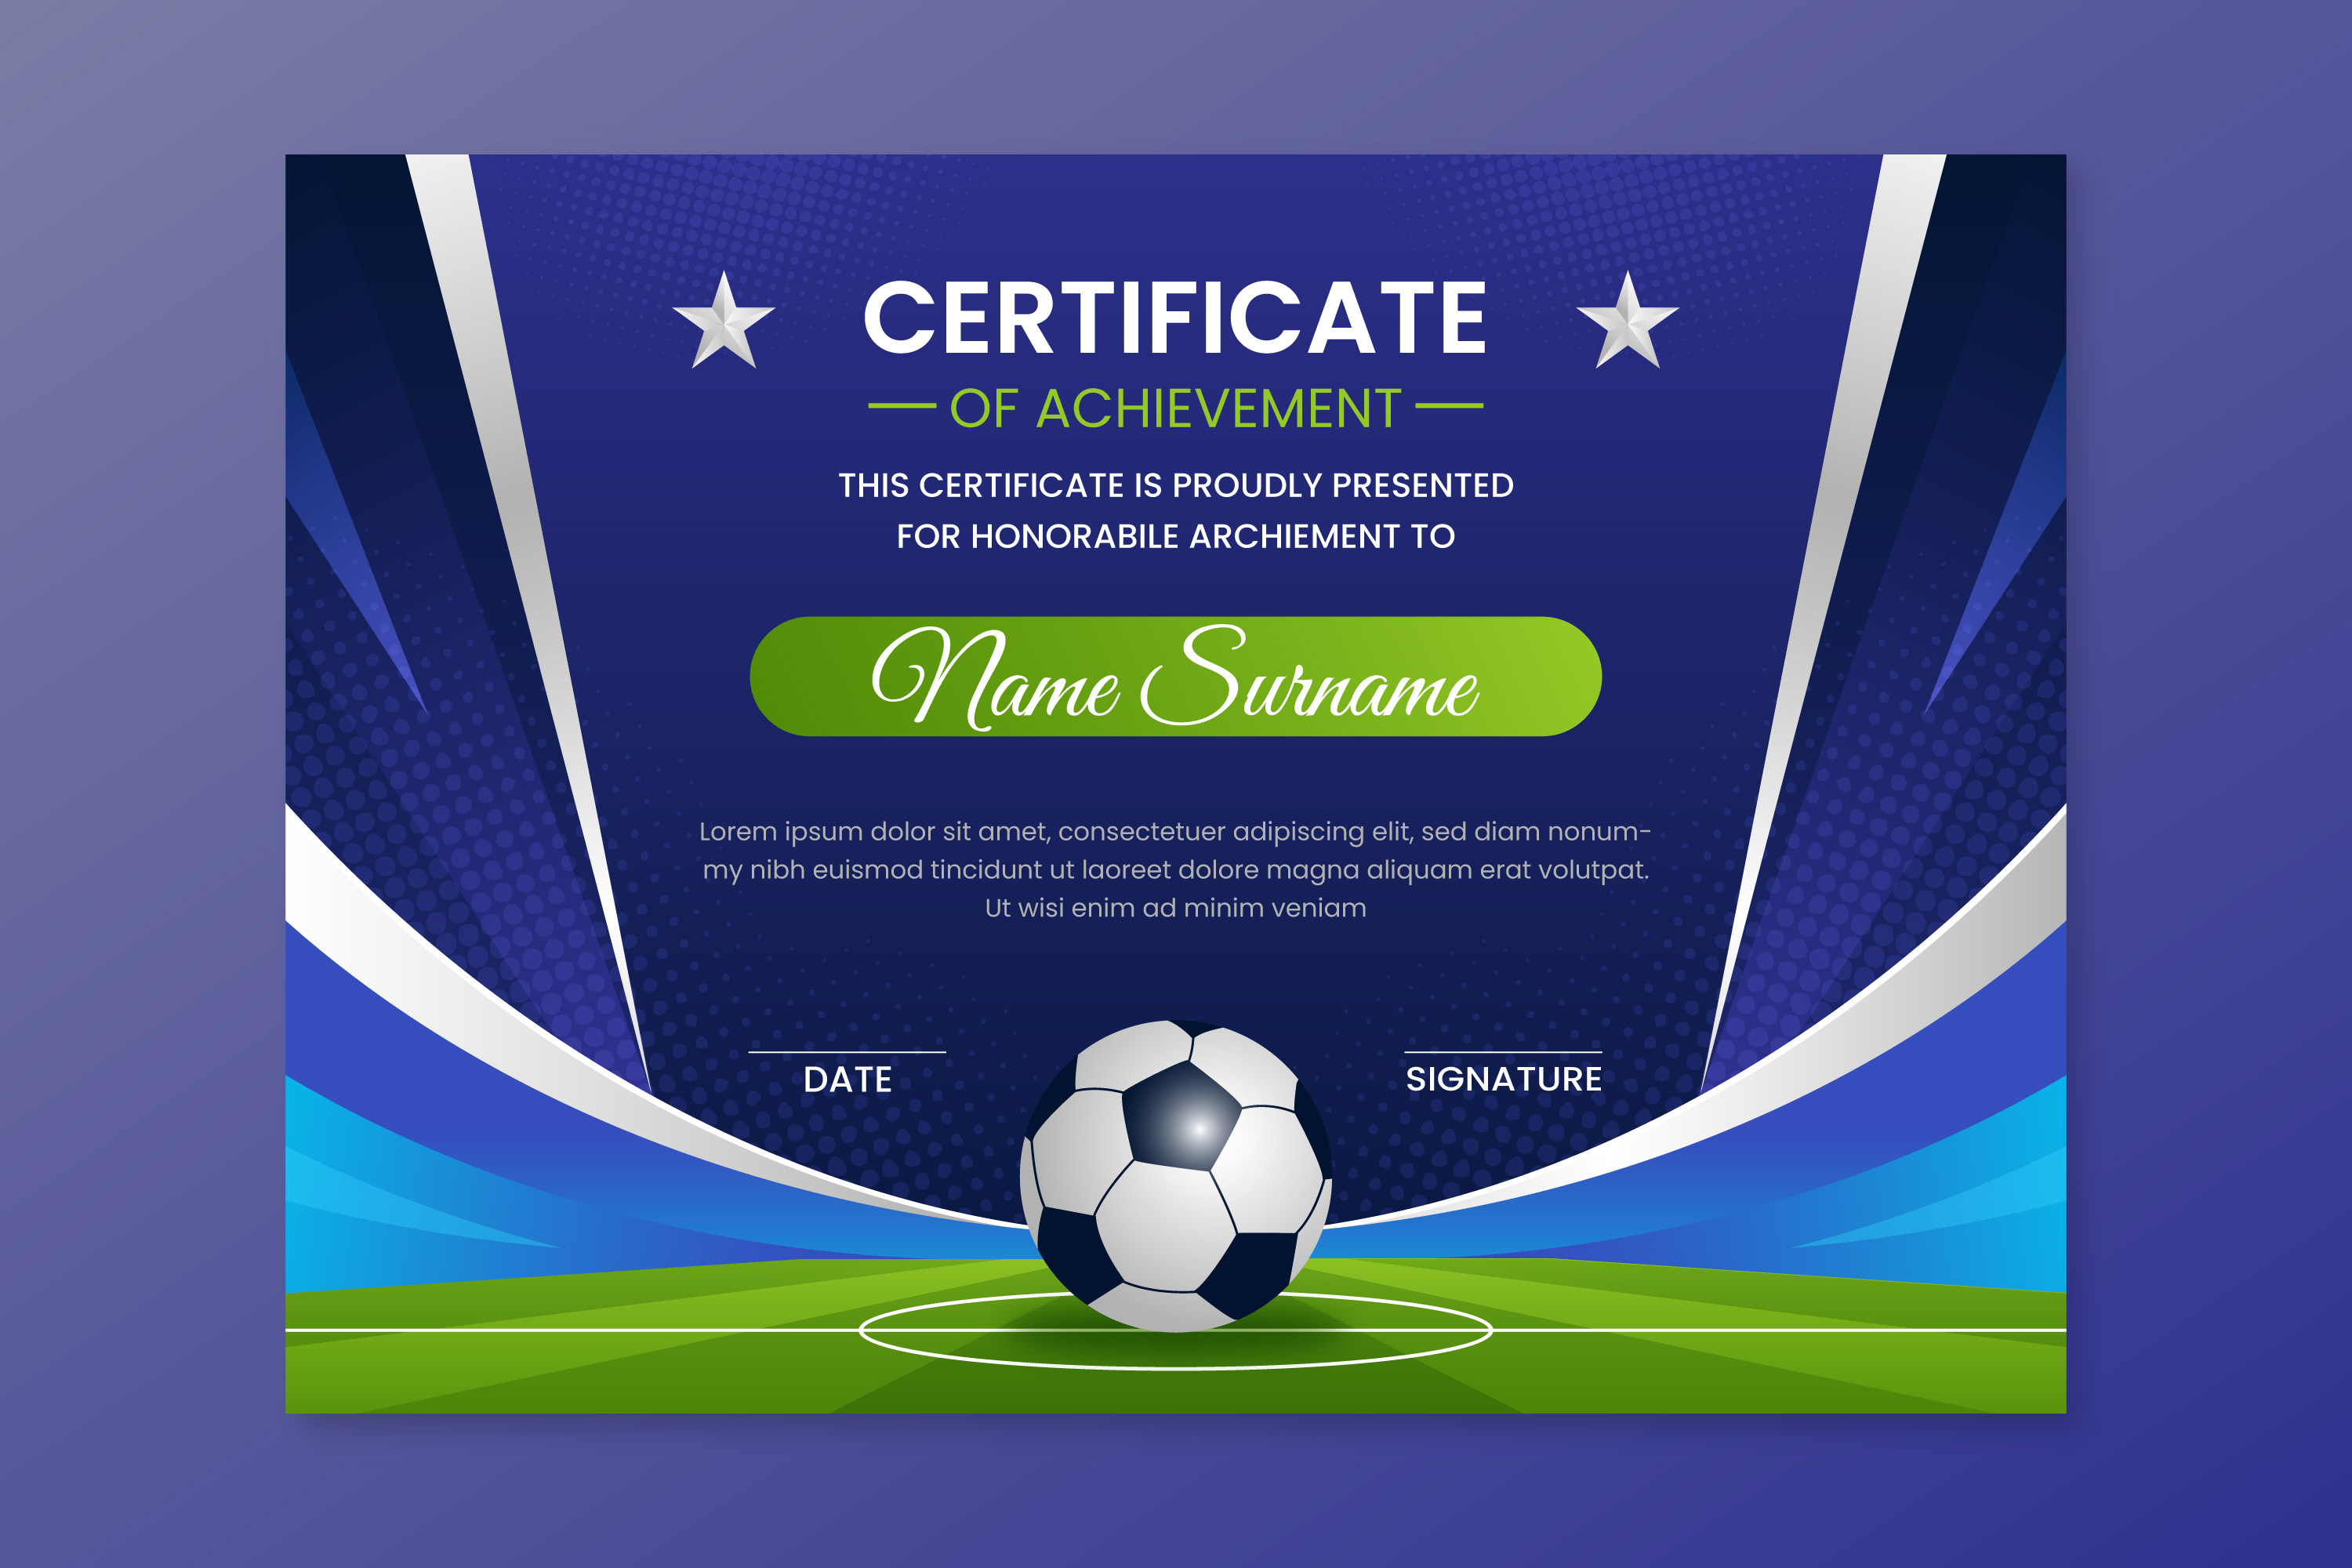 CERTIFICATE
OF ACHIEVEMENT
THIS CERTIFICATE IS PROUDLY PRESENTED
FOR HONORABILE ARCHIEMENT TO
Name Surname
Lorem ipsum dolor sit amet, consectetuer adipiscing elit, sed diam nonum-
my nibh euismod tincidunt ut laoreet dolore magna aliquam erat volutpat.
Ut wisi enim ad minim veniam
DATE
SIGNATURE